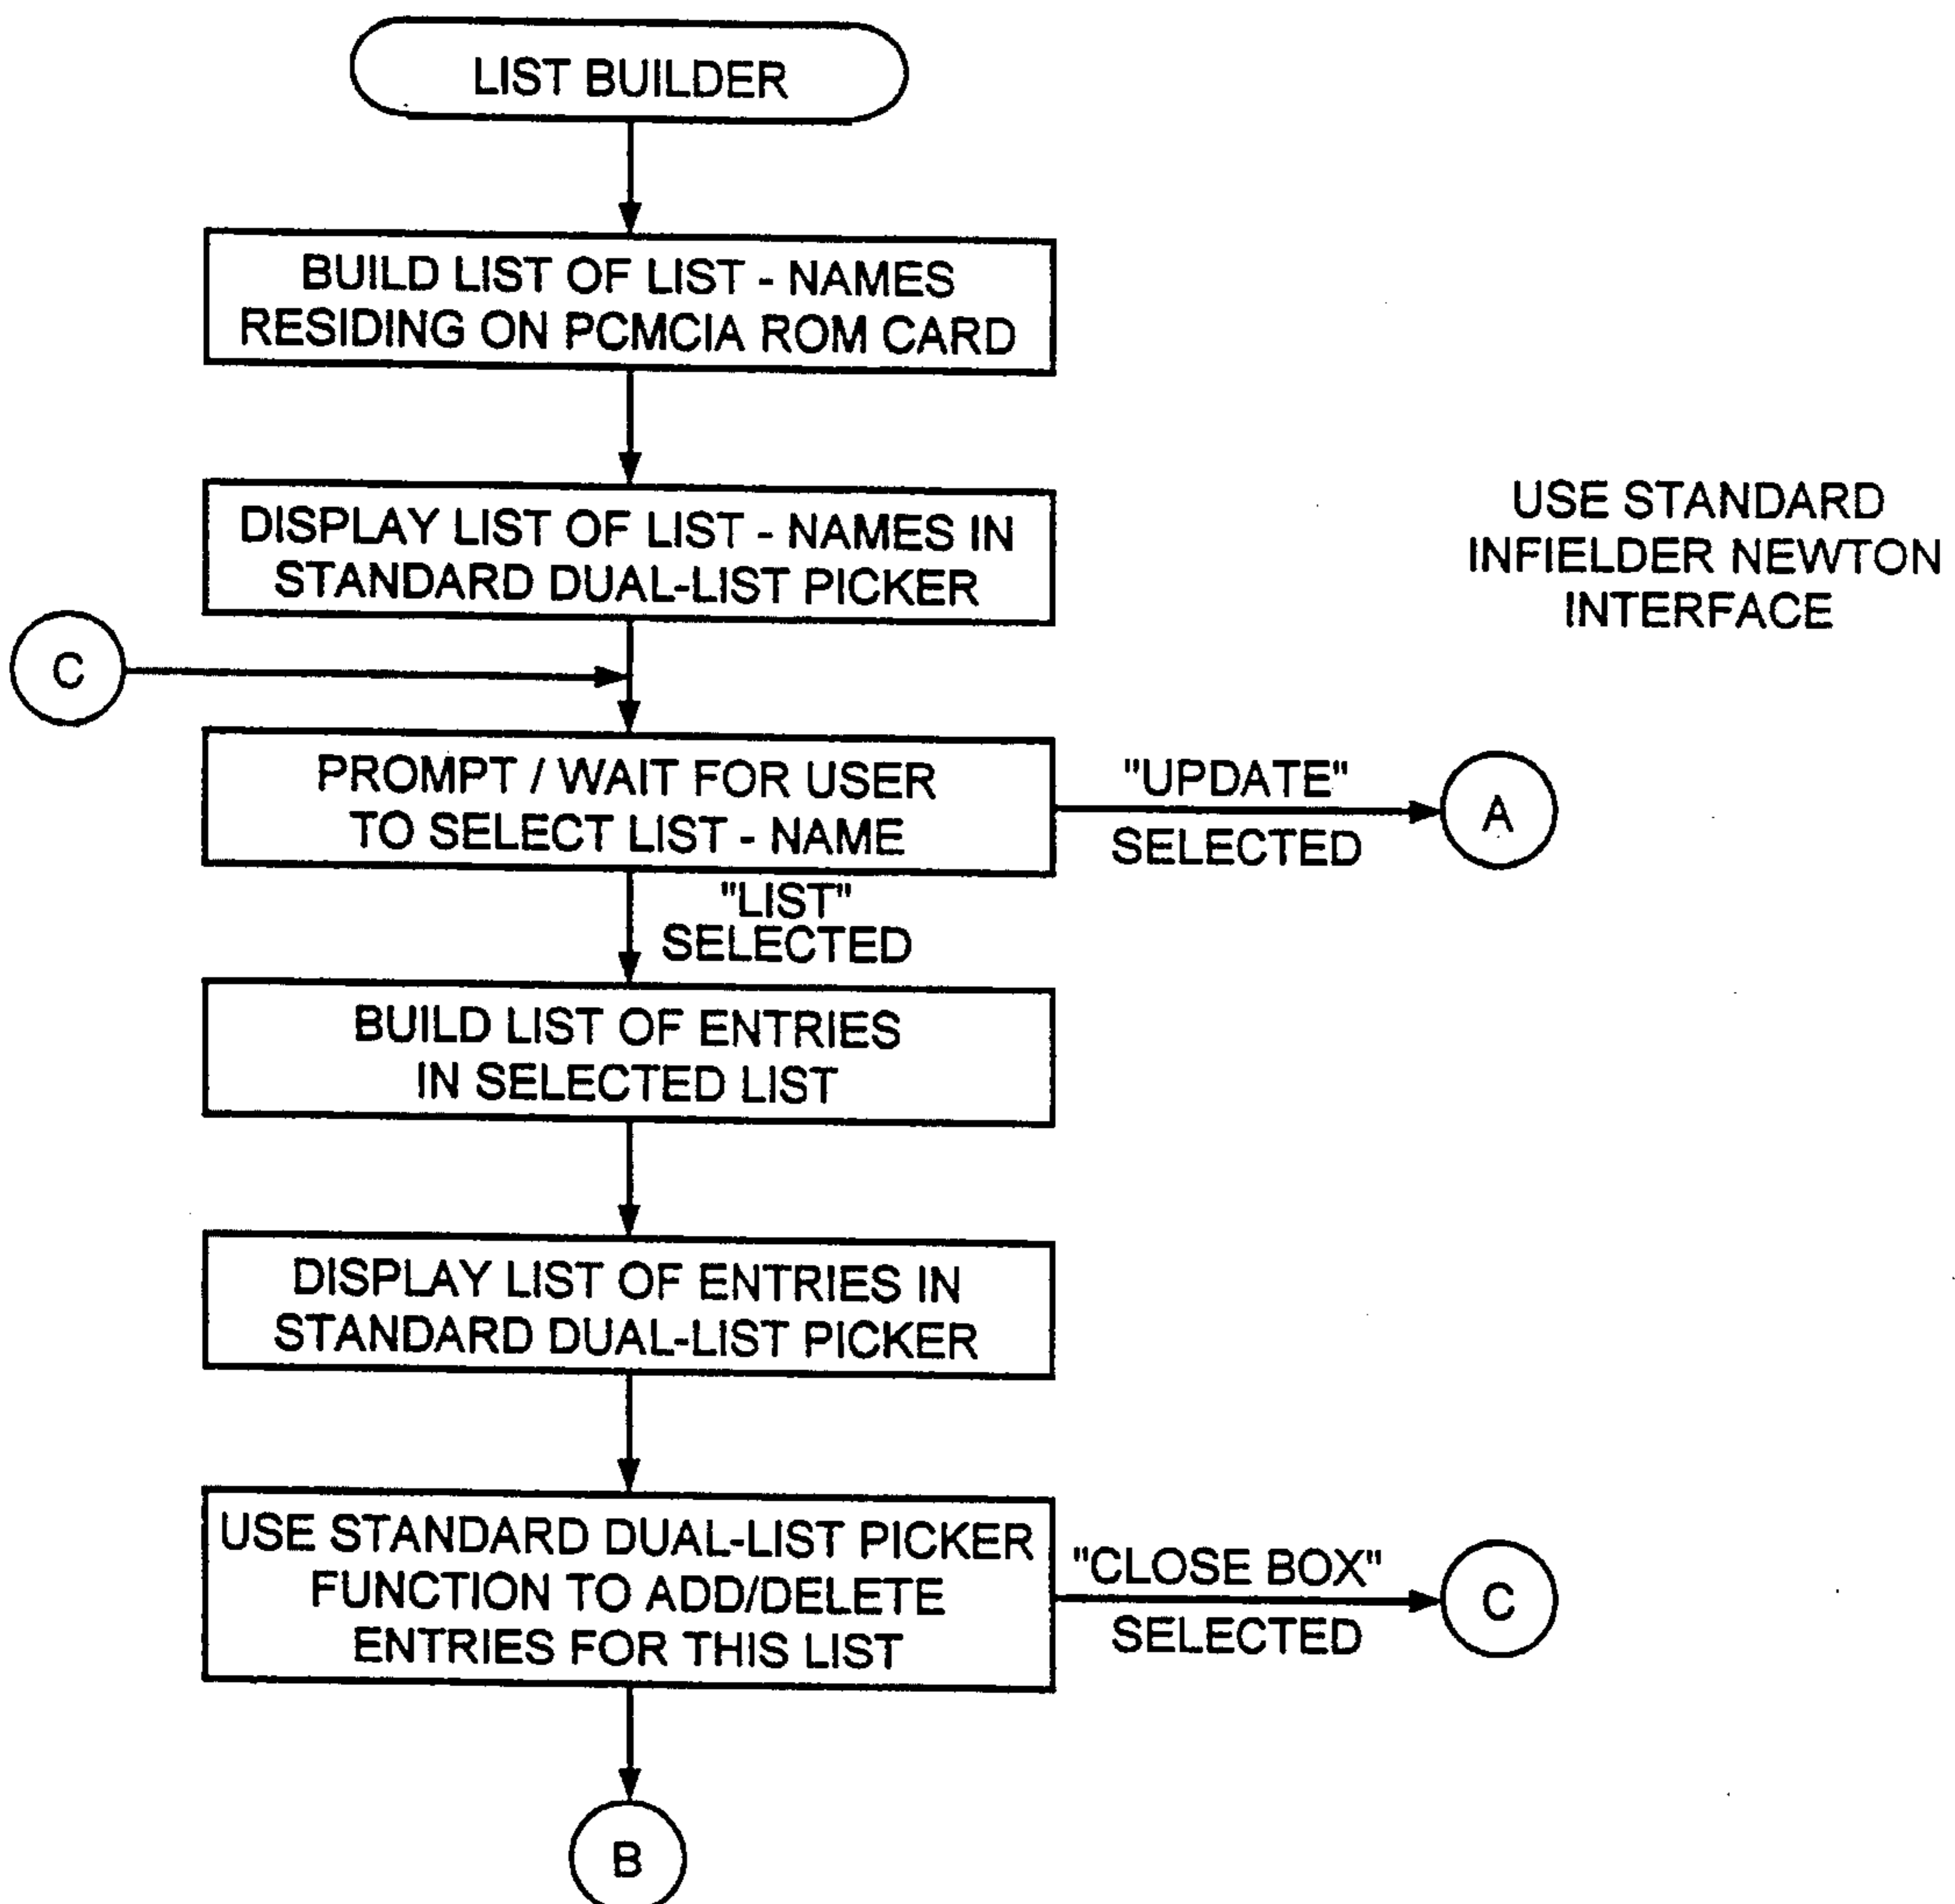 LIST BUILDER
BUILD LIST OF LIST - NAMES
RESIDING ON PCMCIA ROM CARD
DISPLAY LIST OF LIST - NAMES IN
STANDARD DUAL-LIST PICKER
USE STANDARD
INFIELDER NEWTON
INTERFACE
C
PROMPT / WAIT FOR USER
TO SELECT LIST - NAME
"UPDATE"
SELECTED
A
"LIST"
SELECTED
BUILD LIST OF ENTRIES
IN SELECTED LIST
DISPLAY LIST OF ENTRIES IN
STANDARD DUAL-LIST PICKER
USE STANDARD DUAL-LIST PICKER
FUNCTION TO ADD/DELETE
ENTRIES FOR THIS LIST
"CLOSE BOX"
SELECTED
C
B